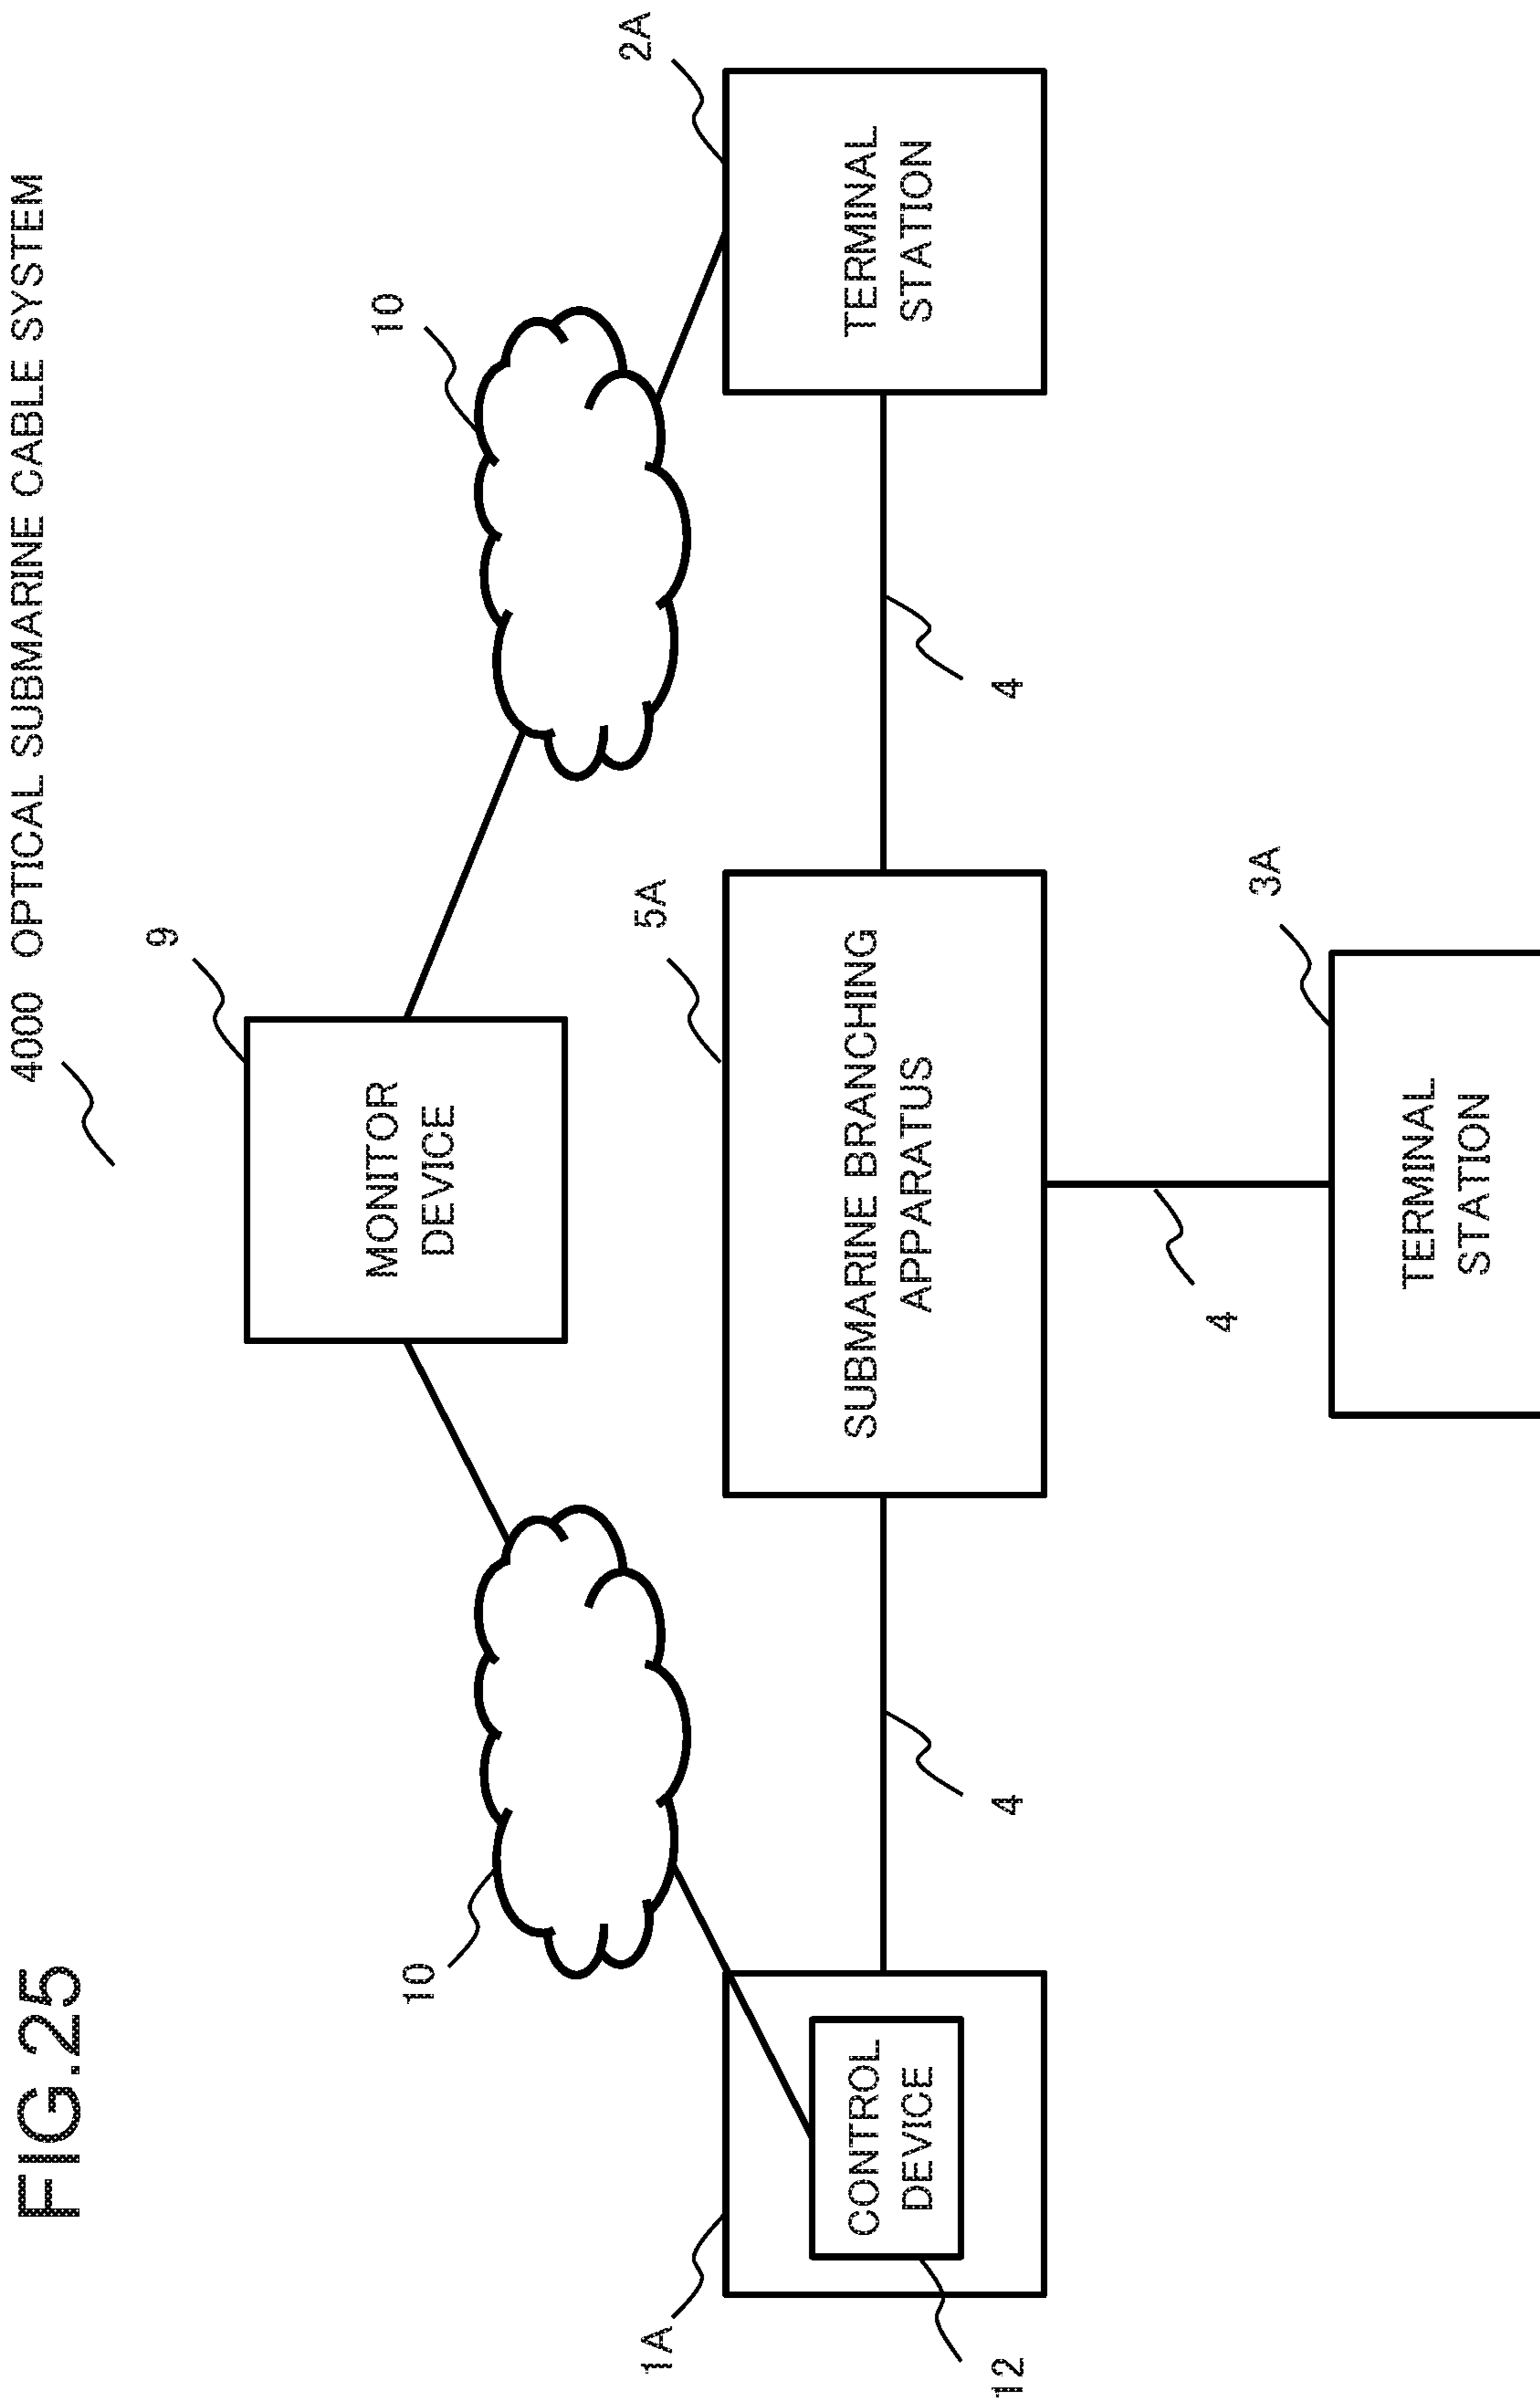 FIG.25
4000 OPTICAL SUBMARINE CABLE SYSTEM
9
MONITOR
DEVICE
10
10
1A
CONTROL
DEVICE
12
4
5A
SUBMARINE BRANCHING
APPARATUS
4
2A
TERMINAL
STATION
4
3A
TERMINAL
STATION